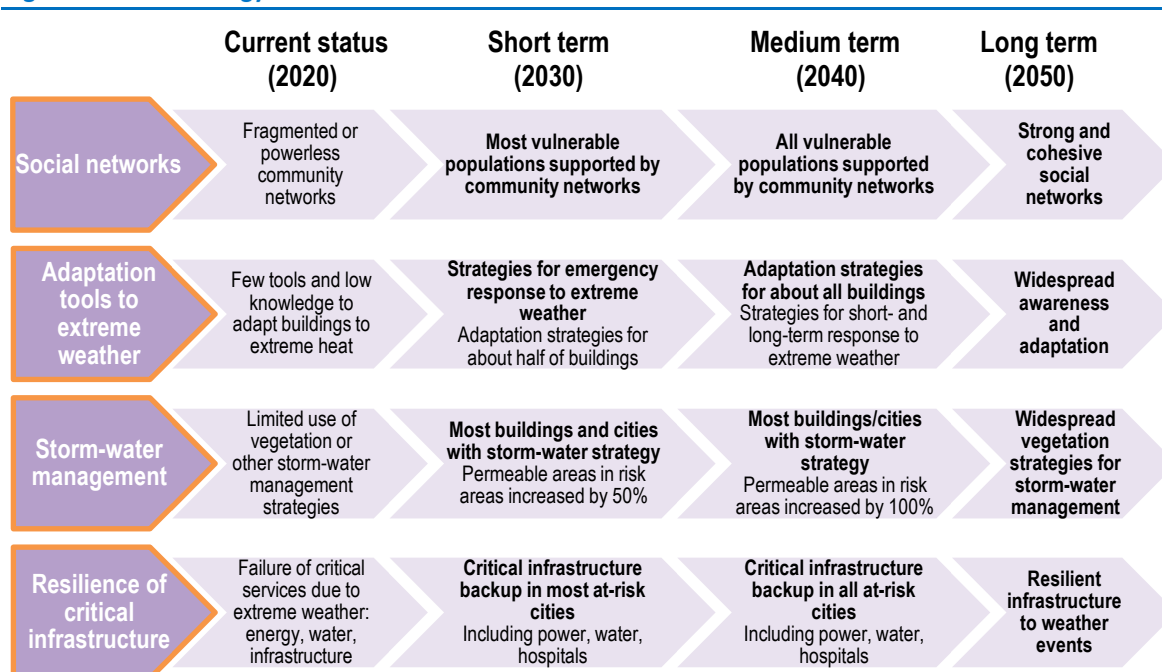 Current status
(2020)
Short term
(2030)
Medium term
(2040)
Long term
(2050)
Social networks
Fragmented or
powerless
community
networks
Most vulnerable
populations supported by
community networks
All vulnerable
populations supported
by community networks
Strong and
cohesive
social
networks
Adaptation
tools to
extreme
weather
Few tools and low
knowledge to
adapt buildings to
extreme heat
Strategies for emergency
response to extreme
weather
Adaptation strategies for
about half of buildings
Adaptation strategies
for about all buildings
Strategies for short- and
long-term response to
extreme weather
Widespread
awareness
and
adaptation
Storm-water
management
Limited use of
vegetation or
other storm-water
management
strategies
Most buildings and cities
with storm-water strategy
Permeable areas in risk
areas increased by 50%
Most buildings/cities
with storm-water
strategy
Permeable areas in risk
areas increased by 100%
Widespread
vegetation
strategies for
storm-water
management
Resilience of
critical
infrastructure
Failure of critical
services due to
extreme weather:
energy, water,
infrastructure
Critical infrastructure
backup in most at-risk
cities
Including power, water,
hospitals
Critical infrastructure
backup in all at-risk
cities
Including power, water,
hospitals
Resilient
infrastructure
to weather
events